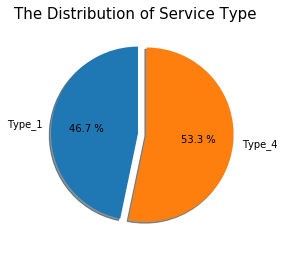 The Distribution of Service Type
Type_1
46.7 %
53.3 %
Type_4